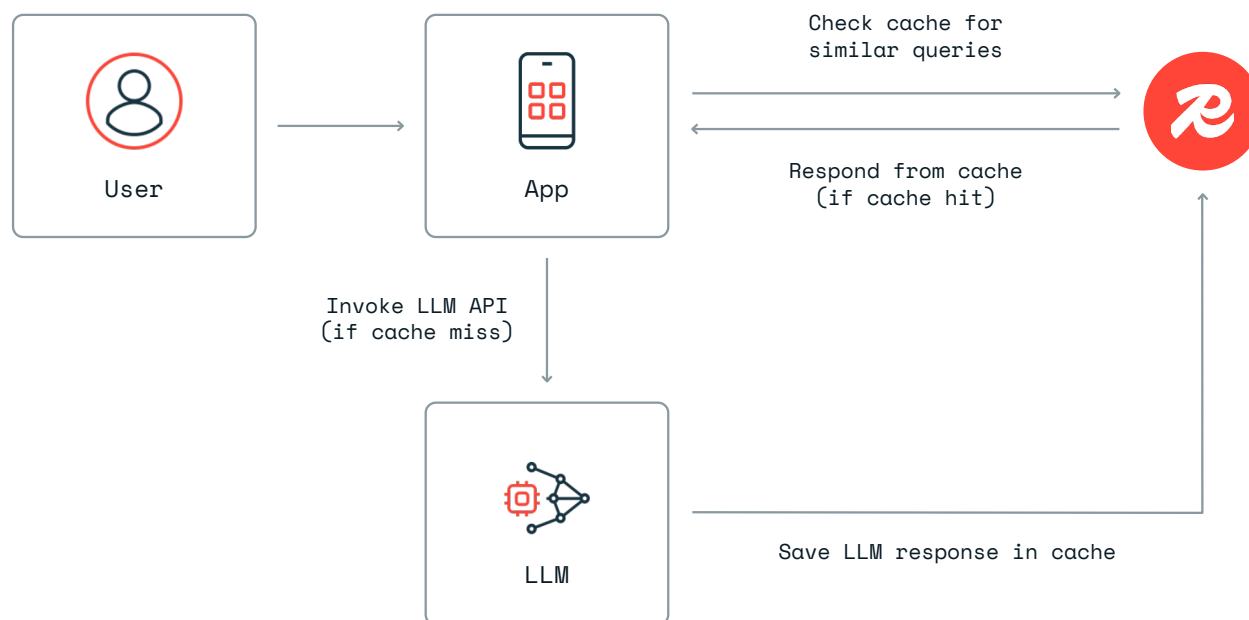 Check cache for
similar queries
User
App
Respond from cache
(if cache hit)
Invoke LLM API
(if cache miss)
LLM
Save LLM response in cache